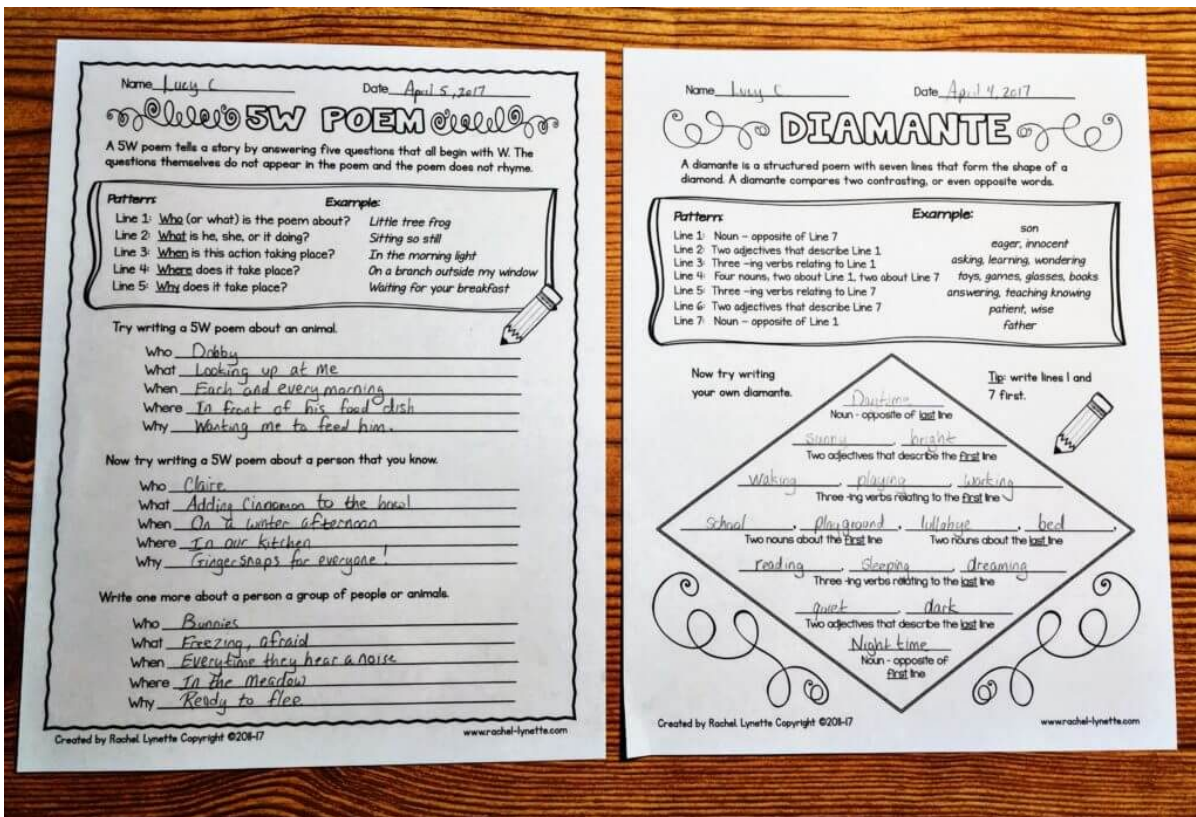 Name Lucy C Date April 5, 2017
5W POEM
A 5W poem tells a story by answering five questions that all begin with W. The
questions themselves do not appear in the poem and the poem does not rhyme.
Pattern: Example:
Line 1: Who (or what) is the poem about? Little tree frog
Line 2: What is he, she, or it doing? Sitting so still
Line 3: When is this action taking place? In the morning light
Line 4: Where does it take place? On a branch outside my window
Line 5: Why does it take place? Waiting for your breakfast
Try writing a 5W poem about an animal.
Who Dobby
What Looking up at me
When Each and every morning
Where In front of his food dish
Why Wanting me to feed him.
Now try writing a 5W poem about a person that you know.
Who Claire
What Adding Cinnamon to the bowl
When On a winter afternoon
Where In our kitchen
Why Ginger snaps for everyone!
Write one more about a person a group of people or animals.
Who Bunnies
What Freezing, afraid
When Everytime they hear a noise
Where In the meadow
Why Ready to flee
Created by Rachel Lynette Copyright ©2011-17 www.rachel-lynette.com
Name Lucy C Date April 4, 2017
DIAMANTE
A diamante is a structured poem with seven lines that form the shape of a
diamond. A diamante compares two contrasting, or even opposite words.
Pattern: Example:
Line 1: Noun – opposite of Line 7 son
Line 2: Two adjectives that describe Line 1 eager, innocent
Line 3: Three –ing verbs relating to Line 1 asking, learning, wondering
Line 4: Four nouns, two about Line 1, two about Line 7 toys, games, glasses, books
Line 5: Three –ing verbs relating to Line 7 answering, teaching knowing
Line 6: Two adjectives that describe Line 7 patient, wise
Line 7: Noun – opposite of Line 1 father
Now try writing
your own diamante.
Tip: write lines 1 and
7 first.
Daytime
Noun - opposite of last line
sunny, bright
Two adjectives that describe the first line
Waking, playing, working
Three -ing verbs relating to the first line
School, playground, lullabye, bed,
Two nouns about the first line Two nouns about the last line
reading, Sleeping, dreaming
Three -ing verbs relating to the last line
quiet, dark
Two adjectives that describe the last line
Night time
Noun - opposite of
first line
Created by Rachel Lynette Copyright ©2011-17 www.rachel-lynette.com